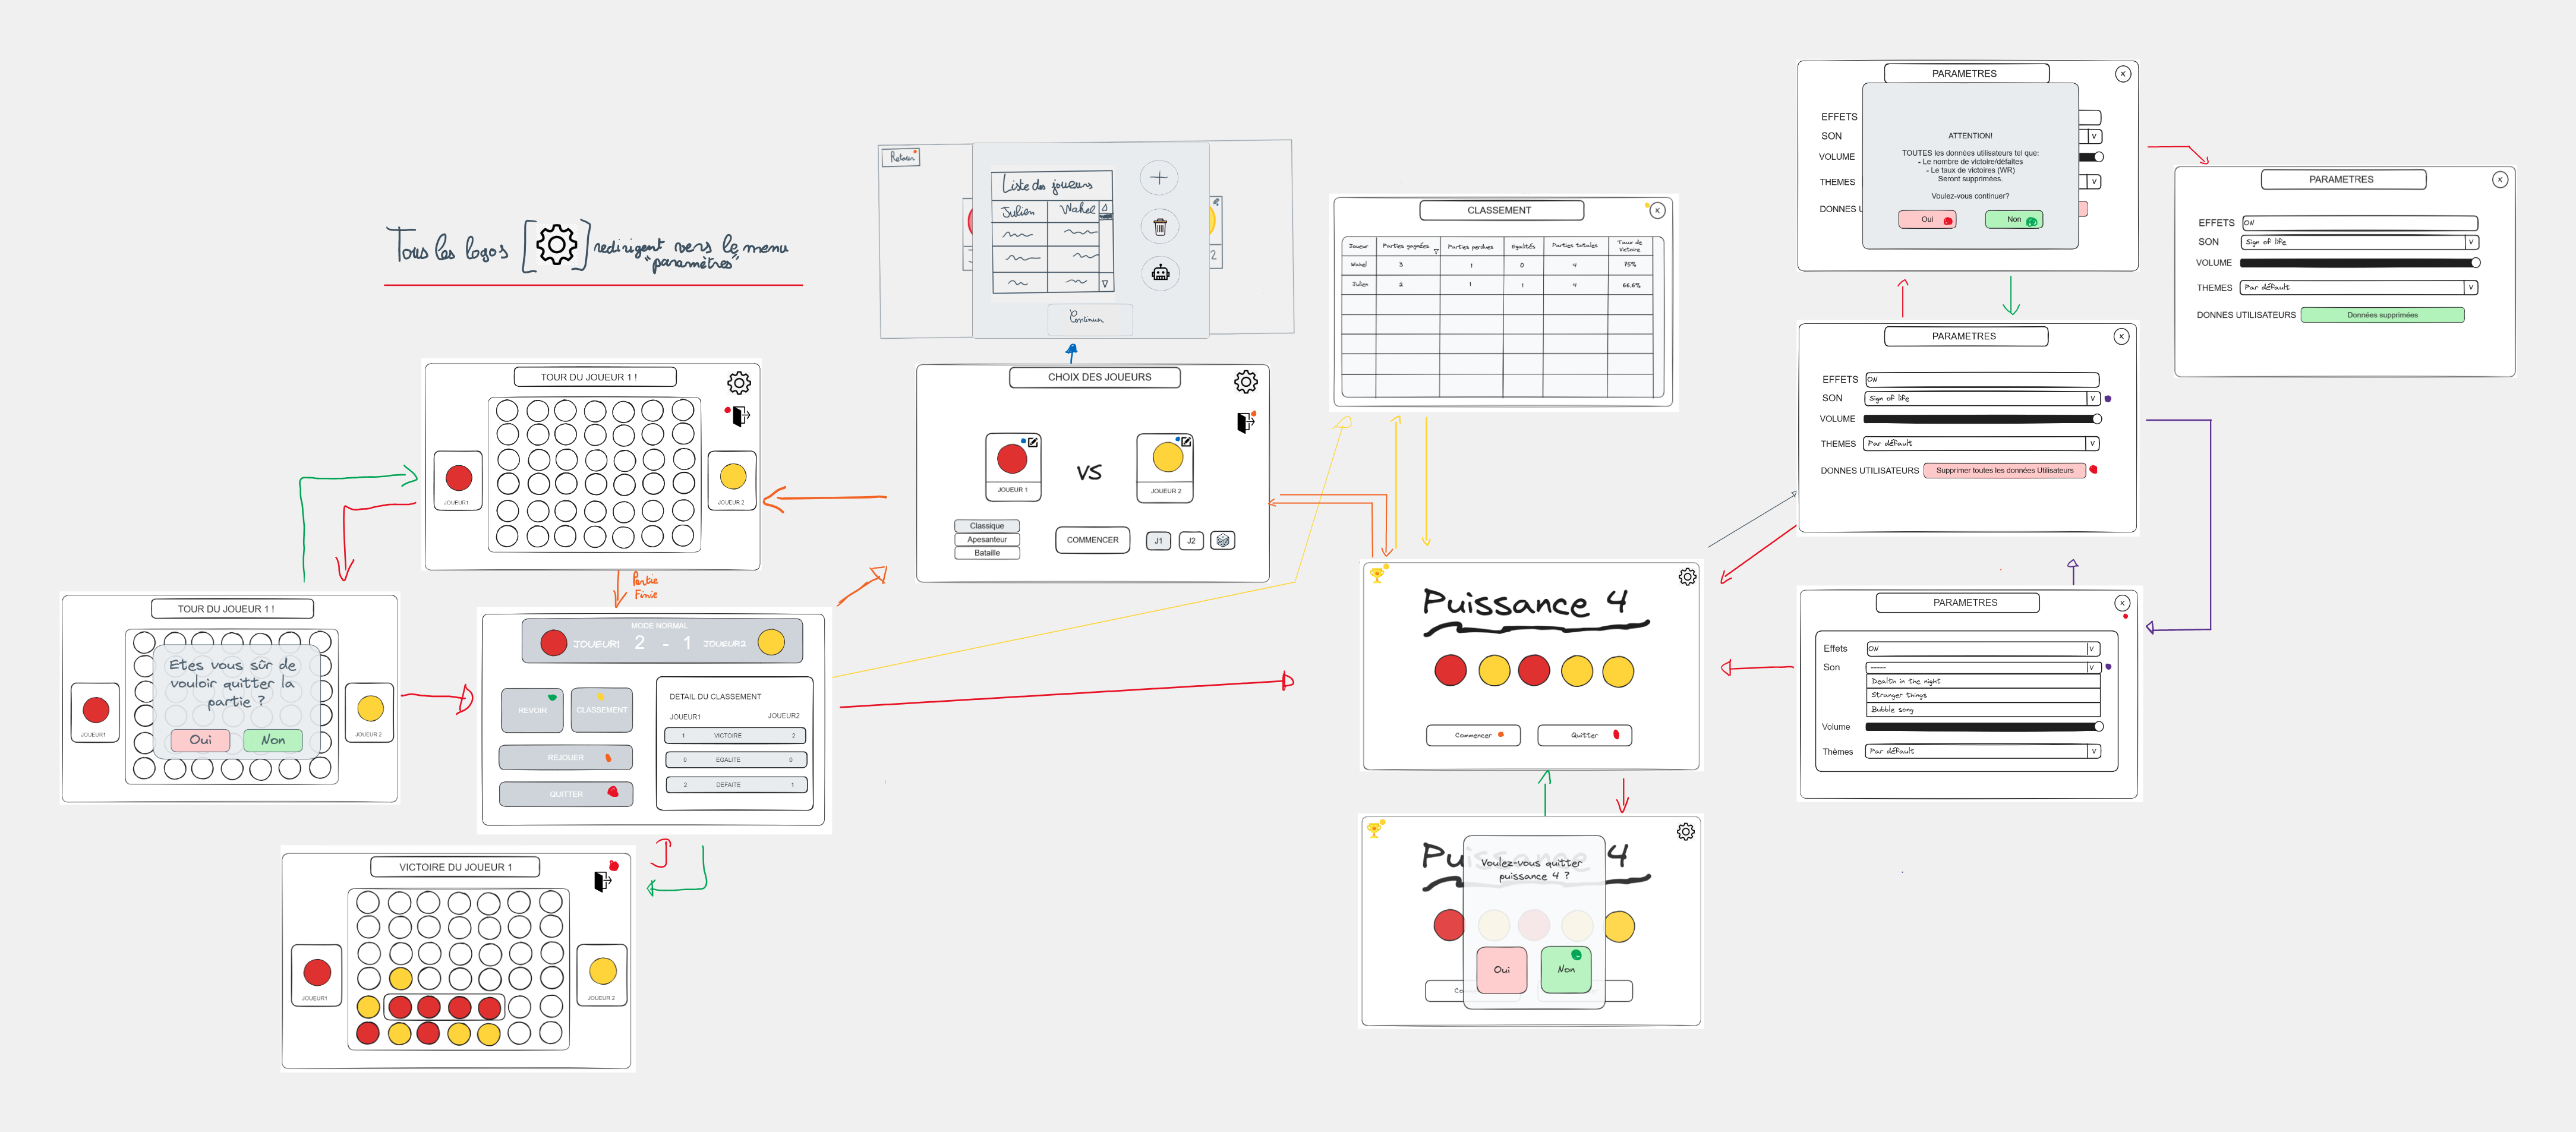 Tous les logos [ ] redirigent vers le menu
"paramètres"
Retour
Liste des joueurs
Julien Wahel
Continuer
CLASSEMENT
K
Joueur Parties gagnées Parties perdues Egalités Parties totales Taux de Victoire
Wahel 3 1 0 4 75%
Julien 2 1 1 4 66,6%
PARAMETRES
K
EFFETS
SON
V
VOLUME
THEMES
V
DONNES U
ATTENTION!
TOUTES les données utilisateurs tel que:
- Le nombre de victoire/défaites
- Le taux de victoires (WR)
Seront supprimées.
Voulez-vous continuer?
Oui Non
PARAMETRES
K
EFFETS ON
SON Sign of life V
VOLUME
THEMES Par défault V
DONNES UTILISATEURS Données supprimées
PARAMETRES
K
EFFETS ON
SON Sign of life V
VOLUME
THEMES Par défault V
DONNES UTILISATEURS Supprimer toutes les données Utilisateurs
PARAMETRES
K
Effets ON V
Son ----- V
Dealth in the night
Stranger things
Bubble song
Volume
Thèmes Par défault V
TOUR DU JOUEUR 1 !
JOUEUR1
JOUEUR 2
CHOIX DES JOUEURS
VS
JOUEUR 1
JOUEUR 2
Classique
Apesanteur
Bataille
COMMENCER
J1 J2
Partie
Finie
TOUR DU JOUEUR 1 !
Etes vous sûr de
vouloir quitter la
partie ?
Oui Non
JOUEUR1
JOUEUR 2
MODE NORMAL
JOUEUR1 2 - 1 JOUEUR2
REVOIR
CLASSEMENT
REJOUER
QUITTER
DETAIL DU CLASSEMENT
JOUEUR1 JOUEUR2
1 VICTOIRE 2
0 EGALITE 0
2 DEFAITE 1
VICTOIRE DU JOUEUR 1
JOUEUR1
JOUEUR 2
Puissance 4
Commencer
Quitter
Pu 4
Voulez-vous quitter
puissance 4 ?
Oui Non
Co